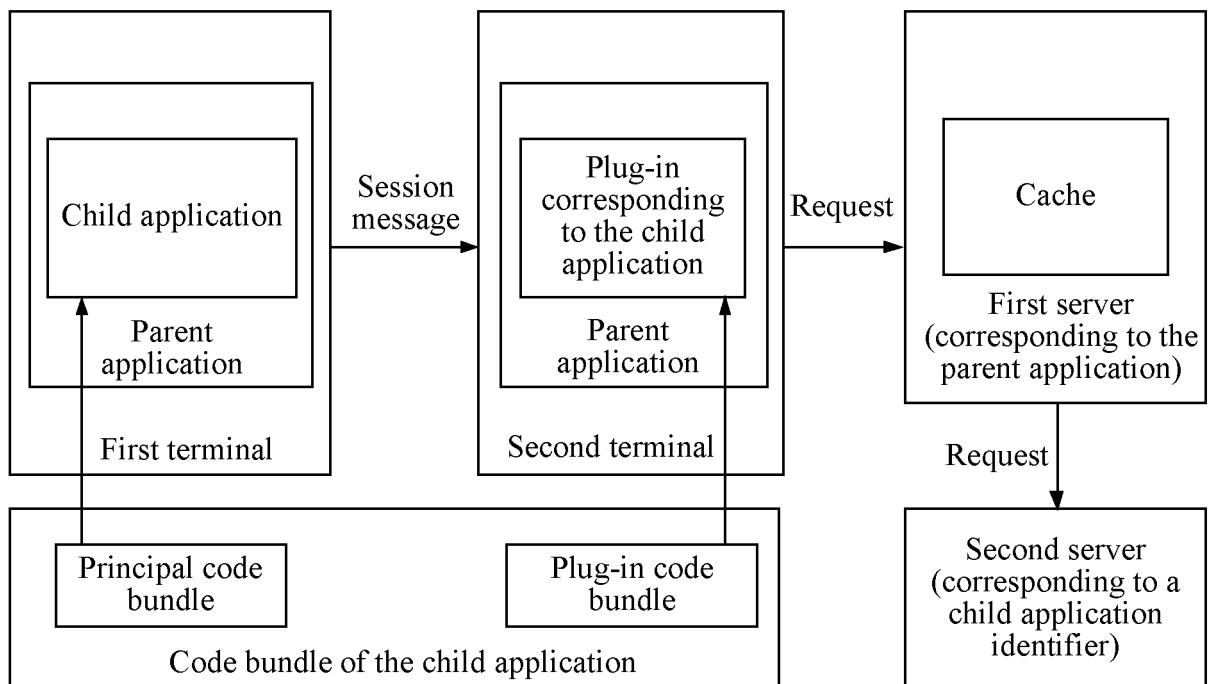 Child application
Parent
application
First terminal
Session
message
Plug-in
corresponding
to the child
application
Parent
application
Second terminal
Request
Cache
First server
(corresponding to the
parent application)
Request
Principal code
bundle
Plug-in code
bundle
Code bundle of the child application
Second server
(corresponding to a
child application
identifier)